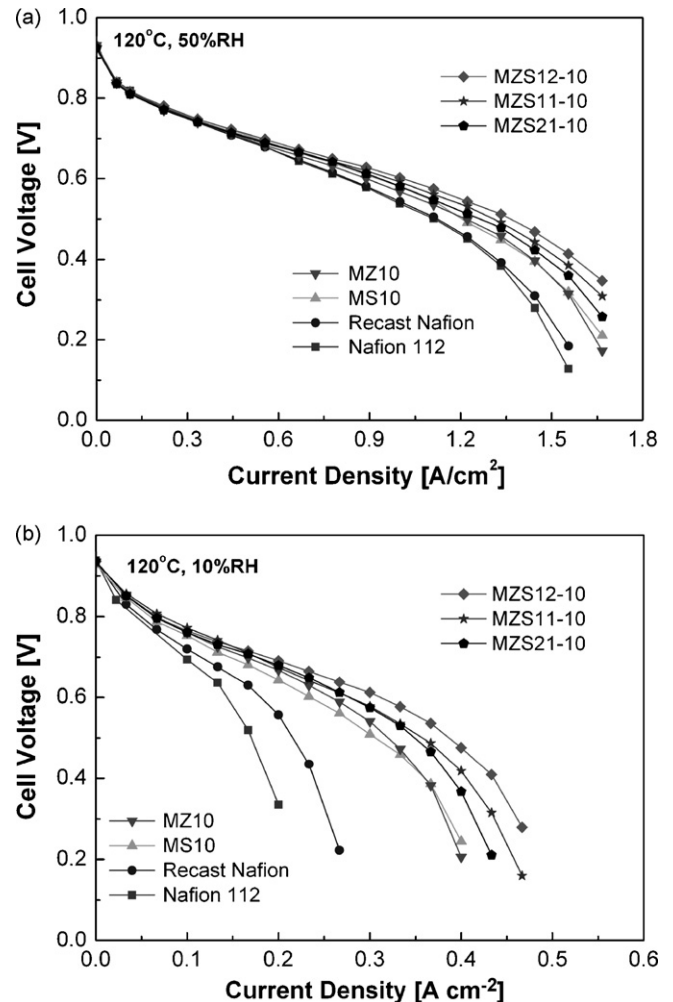 (a)
1.0
0.8
0.6
0.4
0.2
0.0
Cell Voltage [V]
120°C, 50%RH
MZS12-10
MZS11-10
MZS21-10
MZ10
MS10
Recast Nafion
Nafion 112
0.0 0.3 0.6 0.9 1.2 1.5 1.8
Current Density [A/cm²]
(b)
1.0
0.8
0.6
0.4
0.2
0.0
Cell Voltage [V]
120°C, 10%RH
MZS12-10
MZS11-10
MZS21-10
MZ10
MS10
Recast Nafion
Nafion 112
0.0 0.1 0.2 0.3 0.4 0.5 0.6
Current Density [A cm⁻²]